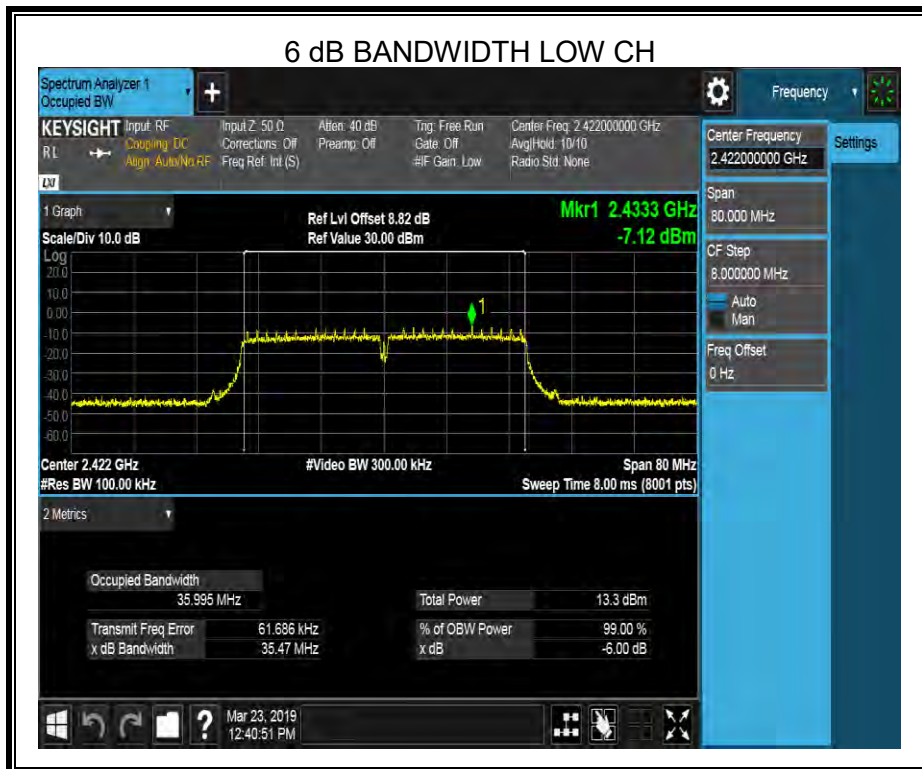 6 dB BANDWIDTH LOW CH
Spectrum Analyzer 1
Occupied BW
+
Frequency
KEYSIGHT Input: RF Input Z: 50 Ω Atten: 40 dB Trig: Free Run Center Freq: 2.422000000 GHz
RL Coupling: DC Corrections: Off Preamp: Off Gate: Off Avg|Hold: 10/10
Align: Auto/No RF Freq Ref: Int (S) #IF Gain: Low Radio Std: None
LXI
Center Frequency
2.422000000 GHz
Settings
Span
80.000 MHz
CF Step
8.000000 MHz
Auto
Man
Freq Offset
0 Hz
1 Graph
Ref Lvl Offset 8.82 dB
Mkr1 2.4333 GHz
Scale/Div 10.0 dB
Ref Value 30.00 dBm
-7.12 dBm
Log
20.0
10.0
0.00
-10.0
-20.0
-30.0
-40.0
-50.0
-60.0
1
Center 2.422 GHz #Video BW 300.00 kHz Span 80 MHz
#Res BW 100.00 kHz Sweep Time 8.00 ms (8001 pts)
2 Metrics
Occupied Bandwidth
35.995 MHz Total Power 13.3 dBm
Transmit Freq Error 61.686 kHz % of OBW Power 99.00 %
x dB Bandwidth 35.47 MHz x dB -6.00 dB
?
Mar 23, 2019
12:40:51 PM